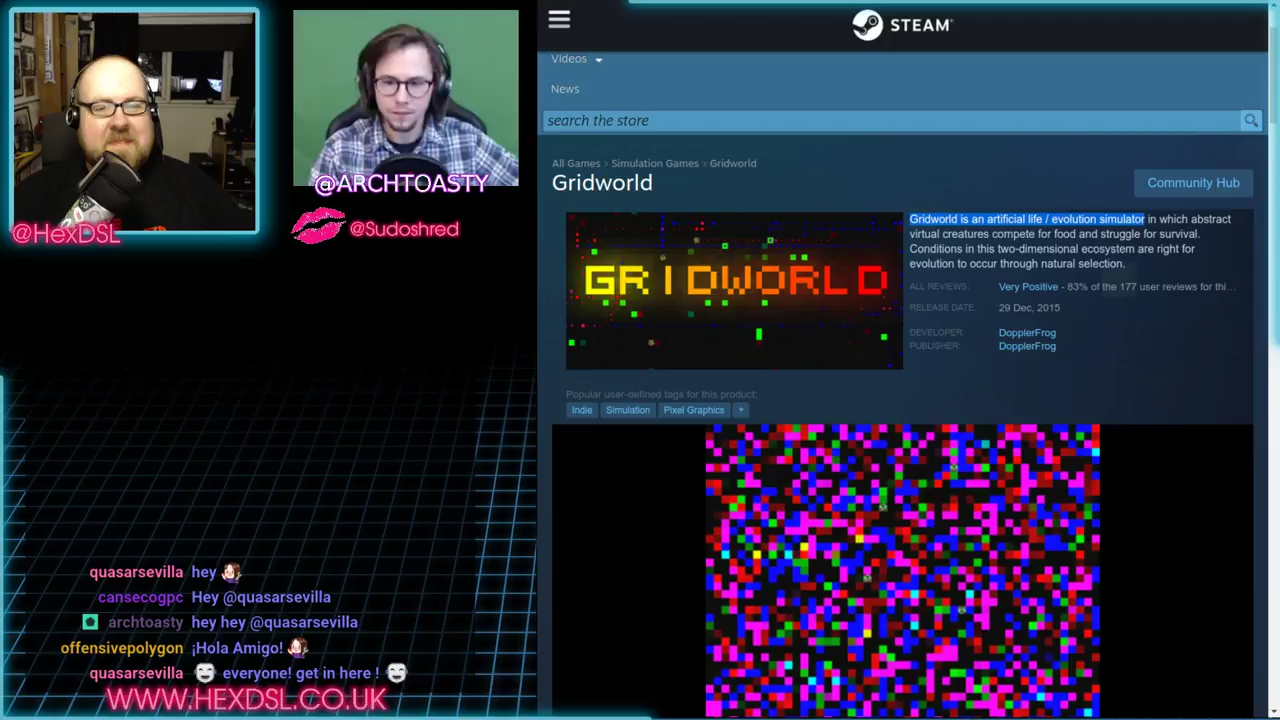 @HexDSL
@ARCHTOASTY
@Sudoshred
quasarsevilla hey
cansecogpc Hey @quasarsevilla
archtoasty hey hey @quasarsevilla
offensivepolygon ¡Hola Amigo!
quasarsevilla everyone! get in here !
WWW.HEXDSL.CO.UK
STEAM
Videos
News
search the store
All Games > Simulation Games > Gridworld
Gridworld
Community Hub
GRIDWORLD
Gridworld is an artificial life / evolution simulator in which abstract
virtual creatures compete for food and struggle for survival.
Conditions in this two-dimensional ecosystem are right for
evolution to occur through natural selection.
ALL REVIEWS: Very Positive - 83% of the 177 user reviews for thi...
RELEASE DATE: 29 Dec, 2015
DEVELOPER: DopplerFrog
PUBLISHER: DopplerFrog
Popular user-defined tags for this product:
Indie Simulation Pixel Graphics +